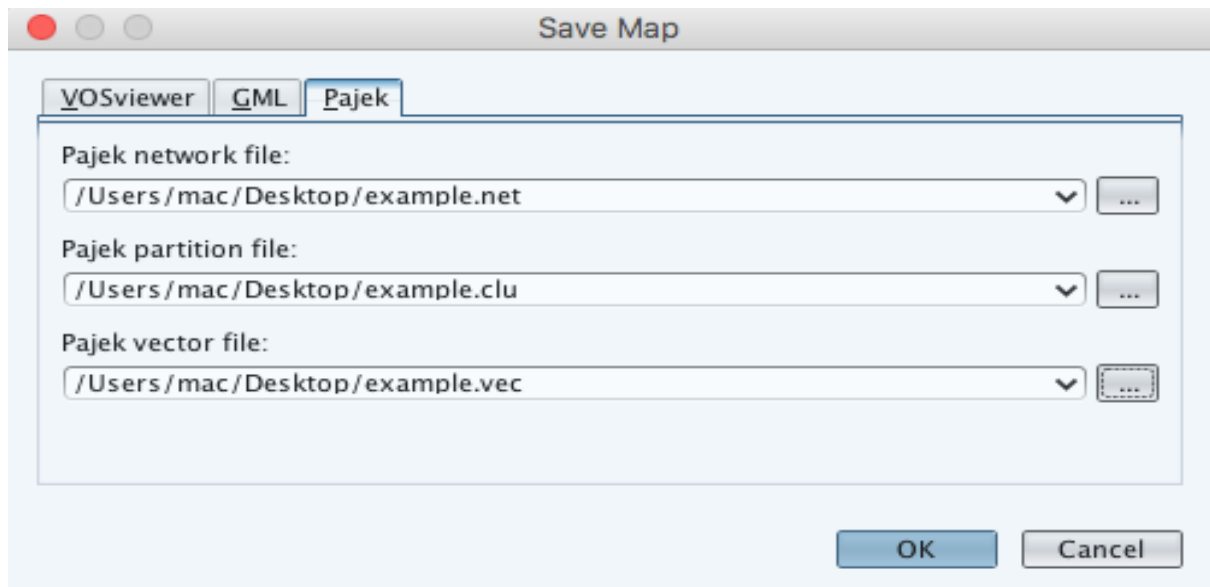 Save Map
VOSviewer GML Pajek
Pajek network file:
/Users/mac/Desktop/example.net
...
Pajek partition file:
/Users/mac/Desktop/example.clu
...
Pajek vector file:
/Users/mac/Desktop/example.vec
...
OK Cancel